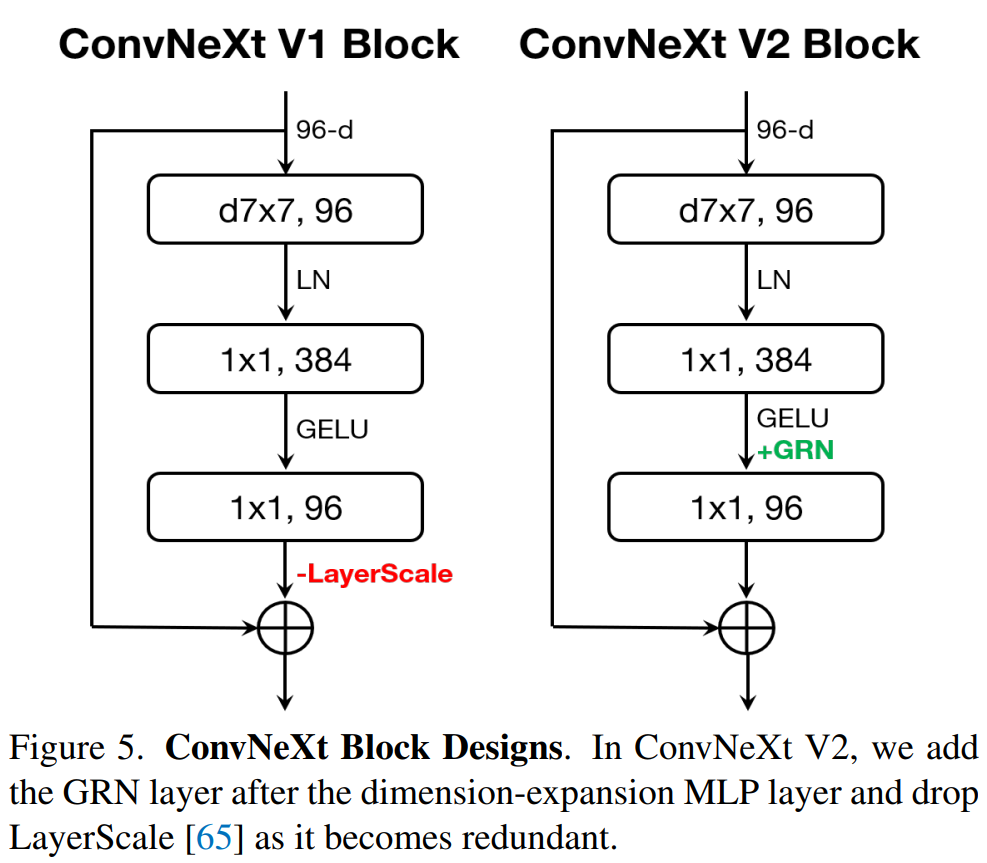 ConvNeXt V1 Block
96-d
d7x7, 96
LN
1x1, 384
GELU
1x1, 96
-LayerScale
ConvNeXt V2 Block
96-d
d7x7, 96
LN
1x1, 384
GELU
+GRN
1x1, 96
Figure 5. ConvNeXt Block Designs. In ConvNeXt V2, we add
the GRN layer after the dimension-expansion MLP layer and drop
LayerScale [65] as it becomes redundant.